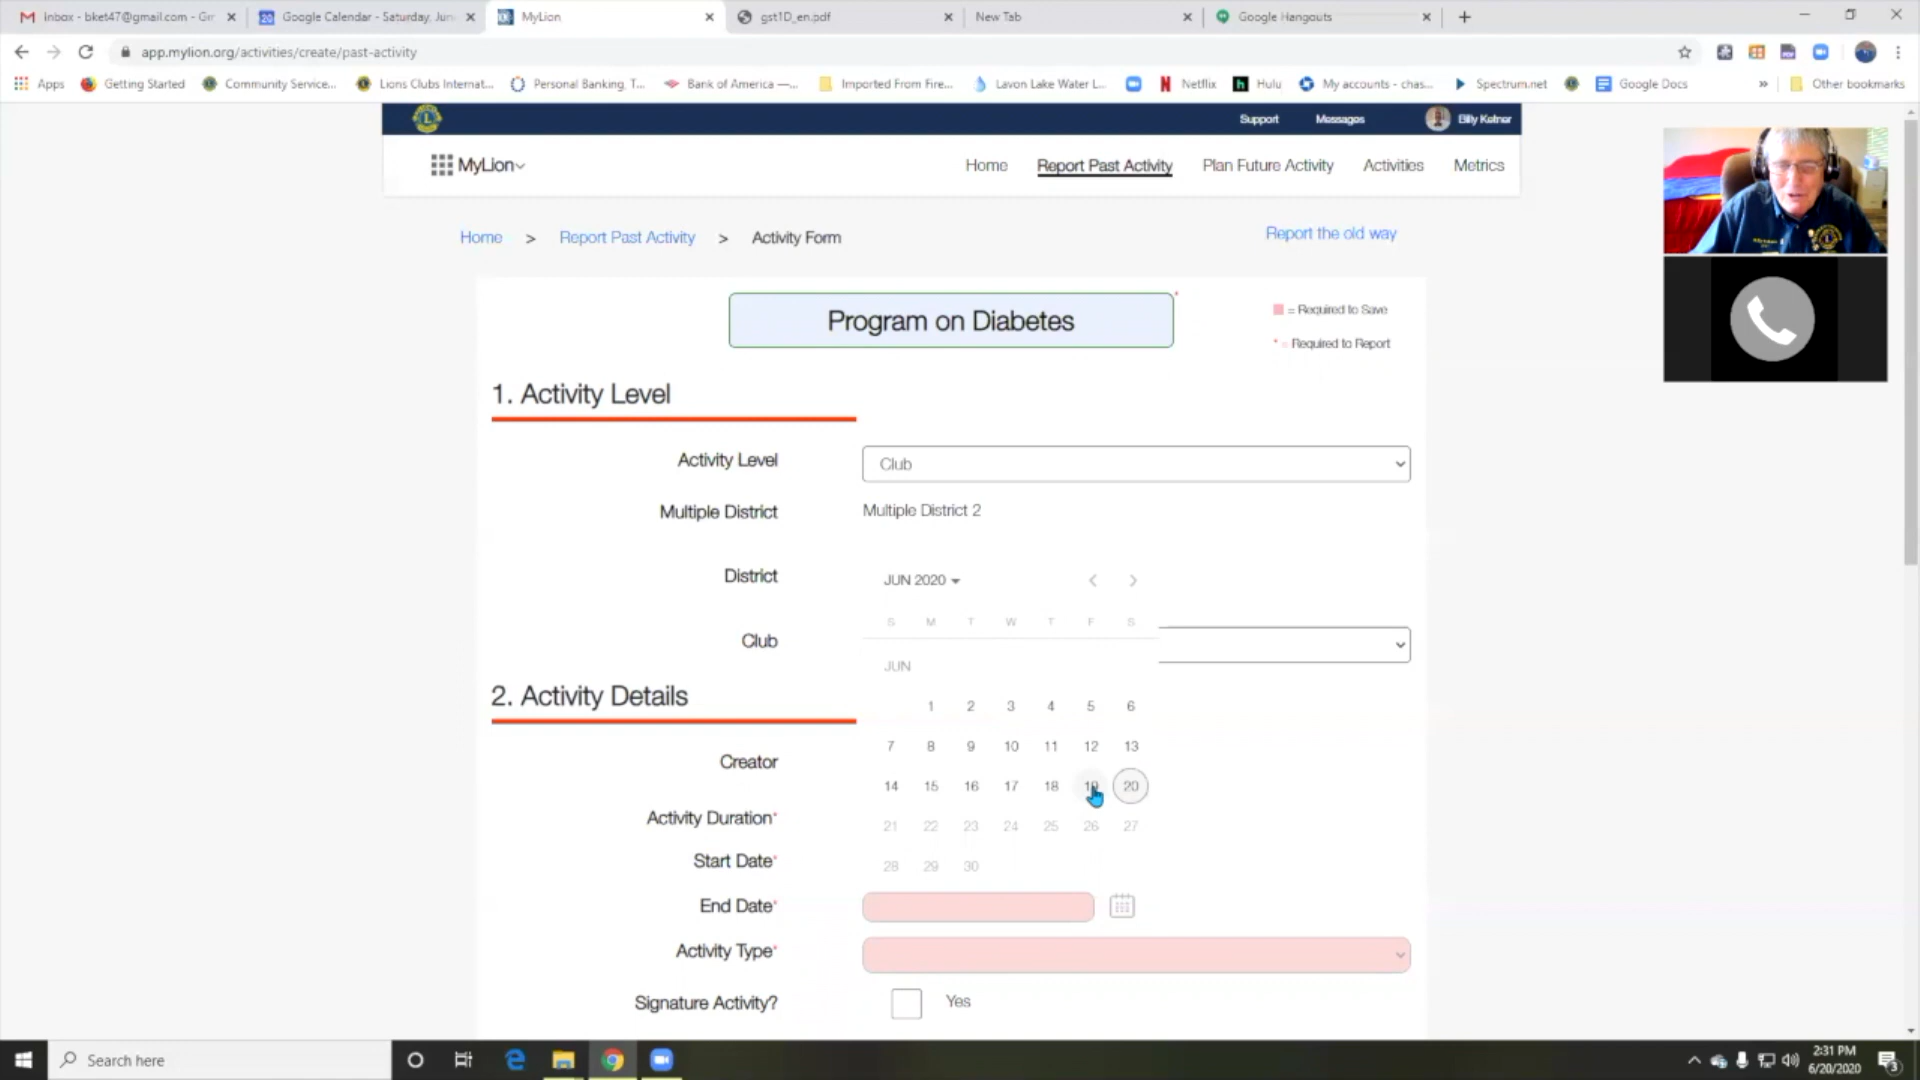 Inbox - bket47@gmail.com - Gm
Google Calendar - Saturday, Jun
MyLion
gst1D_en.pdf
New Tab
Google Hangouts
app.mylion.org/activities/create/past-activity
Apps
Getting Started
Community Service...
Lions Clubs Internat...
Personal Banking, T...
Bank of America —...
Imported From Fire...
Lavon Lake Water L...
Netflix
Hulu
My accounts - chas...
Spectrum.net
Google Docs
»
Other bookmarks
Support
Messages
Billy Ketner
MyLion
Home
Report Past Activity
Plan Future Activity
Activities
Metrics
Home > Report Past Activity > Activity Form
Report the old way
Program on Diabetes
*
= Required to Save
* = Required to Report
1. Activity Level
Activity Level
Club
Multiple District
Multiple District 2
District
Club
JUN 2020
S M T W T F S
JUN
1 2 3 4 5 6
7 8 9 10 11 12 13
14 15 16 17 18 19 20
21 22 23 24 25 26 27
28 29 30
2. Activity Details
Creator
Activity Duration*
Start Date*
End Date*
Activity Type*
Signature Activity?
Yes
Search here
2:31 PM
6/20/2020
3